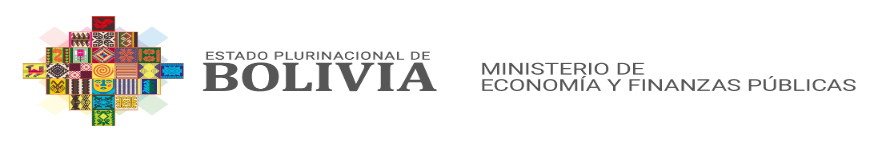 ESTADO PLURINACIONAL DE
BOLIVIA
MINISTERIO DE
ECONOMÍA Y FINANZAS PÚBLICAS